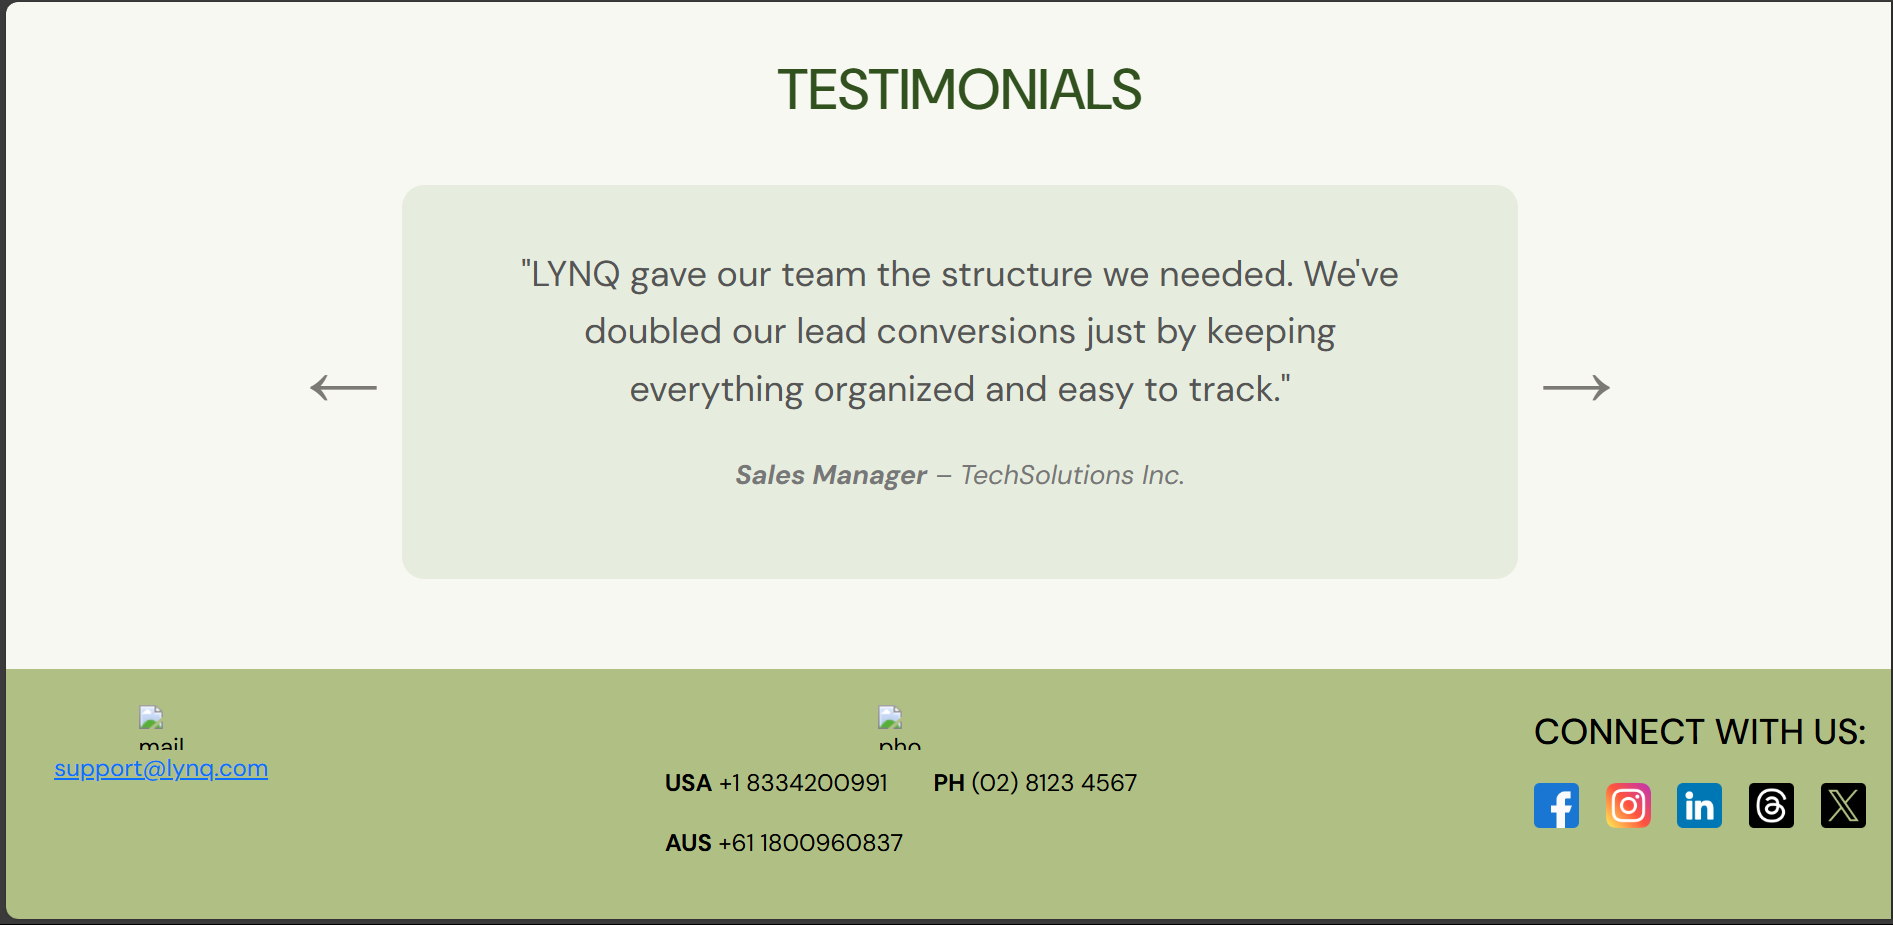 TESTIMONIALS
"LYNQ gave our team the structure we needed. We've
doubled our lead conversions just by keeping
everything organized and easy to track."
Sales Manager – TechSolutions Inc.
mail
support@lynq.com
pho
USA +1 8334200991 PH (02) 8123 4567
AUS +61 1800960837
CONNECT WITH US: